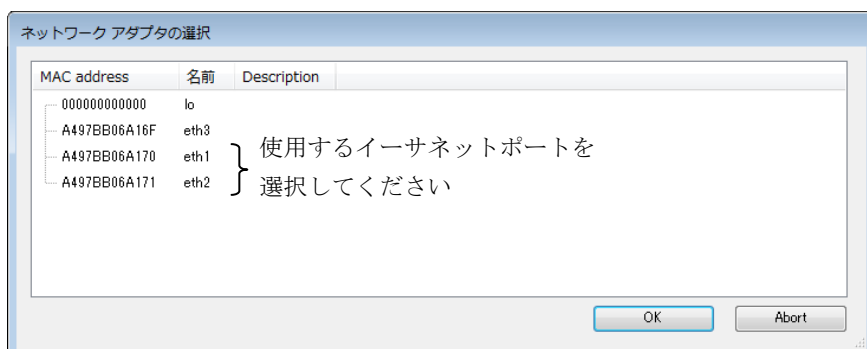 ネットワーク アダプタの選択
MAC address 名前 Description
000000000000 lo
A497BB06A16F eth3
A497BB06A170 eth1
A497BB06A171 eth2
使用するイーサネットポートを
選択してください
OK Abort